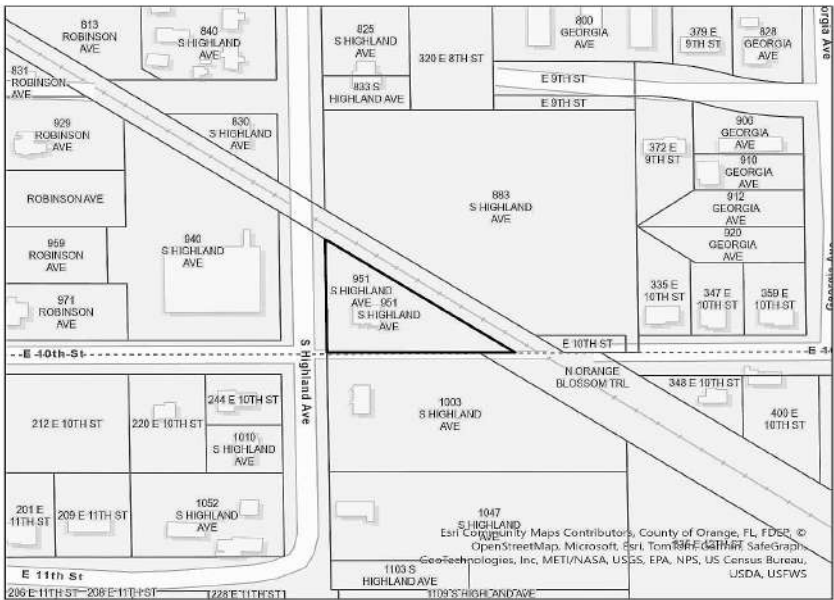 813
ROBINSON
AVE
840
S HIGHLAND
AVE
825
S HIGHLAND
AVE
320 E 8TH ST
800
GEORGIA
AVE
379 E
9TH ST
828
GEORGIA
AVE
831
ROBINSON
AVE
833 S
HIGHLAND AVE
E 9TH ST
E 9TH ST
929
ROBINSON
AVE
830
S HIGHLAND
AVE
372 E
9TH ST
906
GEORGIA
AVE
910
GEORGIA
AVE
ROBINSON AVE
883
S HIGHLAND
AVE
912
GEORGIA
AVE
920
GEORGIA
AVE
959
ROBINSON
AVE
940
S HIGHLAND
AVE
951
S HIGHLAND
AVE
951
S HIGHLAND
AVE
335 E
10TH ST
347 E
10TH ST
359 E
10TH ST
971
ROBINSON
AVE
E 10th St
S Highland Ave
E 10TH ST
N ORANGE
BLOSSOM TRL
348 E 10TH ST
400 E
10TH ST
212 E 10TH ST
220 E 10TH ST
244 E 10TH ST
1010
S HIGHLAND
AVE
1003
S HIGHLAND
AVE
201 E
11TH ST
209 E 11TH ST
1052
S HIGHLAND
AVE
1047
S HIGHLAND
AVE
Esri Community Maps Contributors, County of Orange, FL, FDEP, ©
OpenStreetMap, Microsoft, Esri, TomTom, Garmin, SafeGraph,
GeoTechnologies, Inc, METI/NASA, USGS, EPA, NPS, US Census Bureau,
USDA, USFWS
E 11th St
1103 S
HIGHLAND AVE
206 E 11TH ST
208 E 11TH ST
228 E 11TH ST
1109 S HIGHLAND AVE